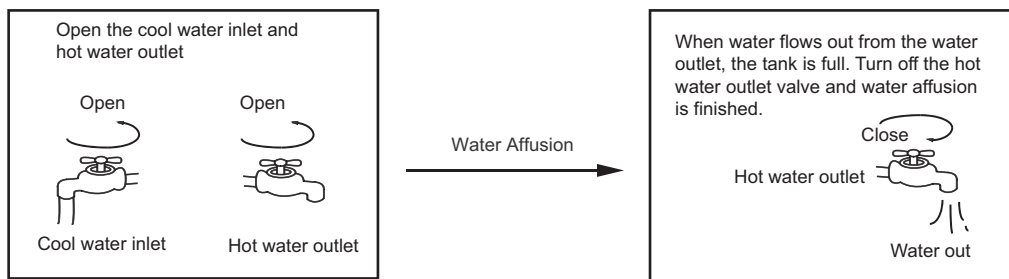 Open the cool water inlet and
hot water outlet
Open
Open
Cool water inlet
Hot water outlet
Water Affusion
When water flows out from the water
outlet, the tank is full. Turn off the hot
water outlet valve and water affusion
is finished.
Close
Hot water outlet
Water out